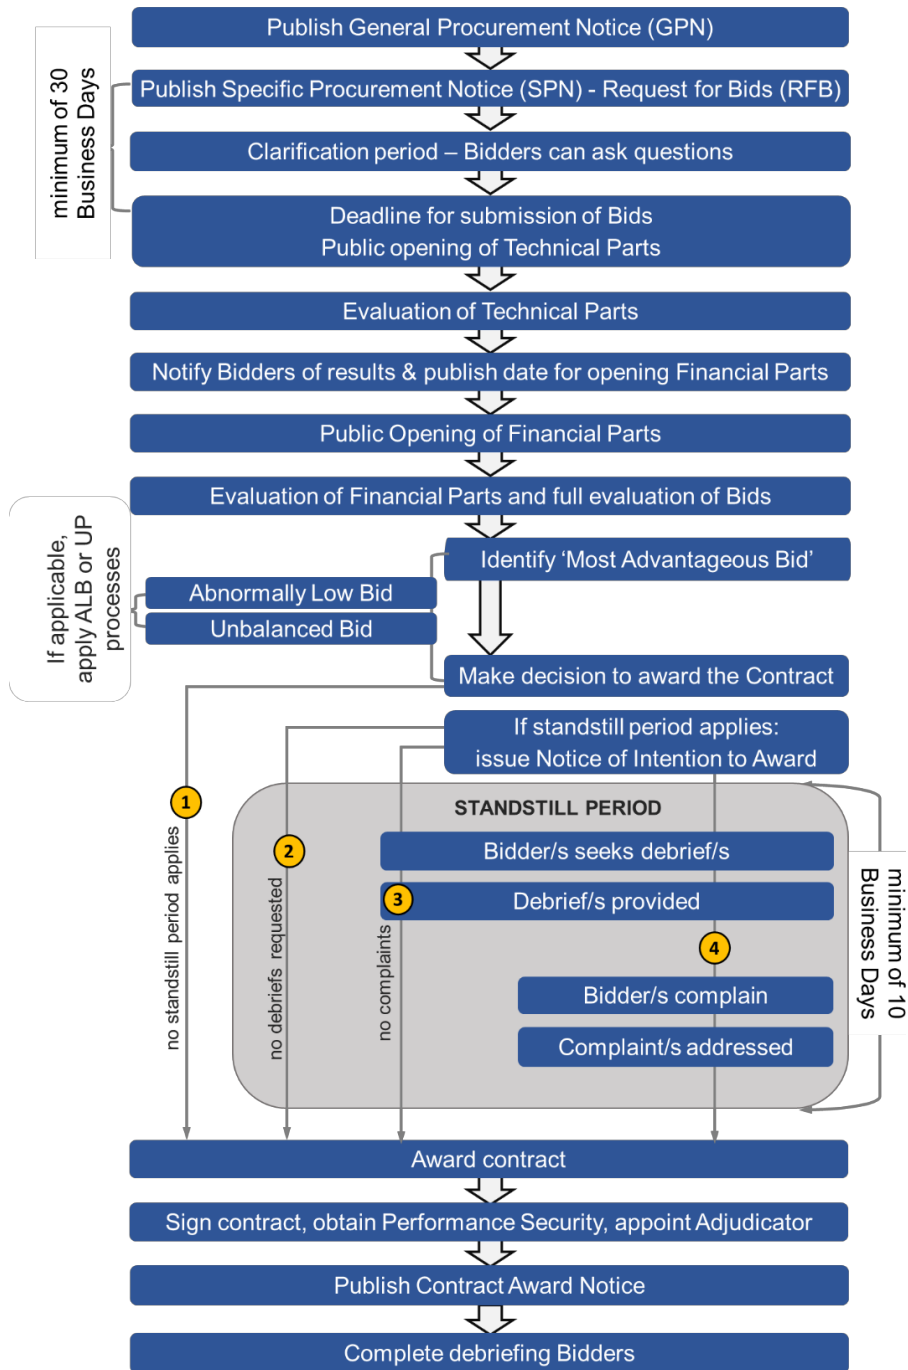 Publish General Procurement Notice (GPN)
minimum of 30
Business Days
Publish Specific Procurement Notice (SPN) - Request for Bids (RFB)
Clarification period – Bidders can ask questions
Deadline for submission of Bids
Public opening of Technical Parts
Evaluation of Technical Parts
Notify Bidders of results & publish date for opening Financial Parts
Public Opening of Financial Parts
Evaluation of Financial Parts and full evaluation of Bids
If applicable,
apply ALB or UP
processes
Identify ‘Most Advantageous Bid’
Abnormally Low Bid
Unbalanced Bid
Make decision to award the Contract
If standstill period applies:
issue Notice of Intention to Award
STANDSTILL PERIOD
1
no standstill period applies
2
no debriefs requested
Bidder/s seeks debrief/s
3
no complaints
Debrief/s provided
4
Bidder/s complain
Complaint/s addressed
minimum of 10
Business Days
Award contract
Sign contract, obtain Performance Security, appoint Adjudicator
Publish Contract Award Notice
Complete debriefing Bidders